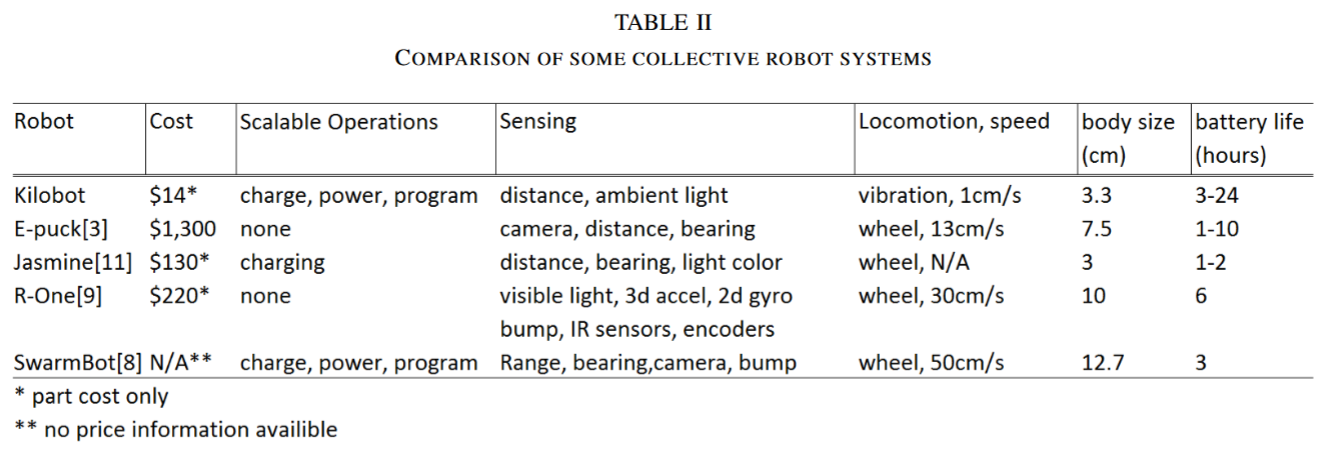 TABLE II
COMPARISON OF SOME COLLECTIVE ROBOT SYSTEMS
Robot Cost Scalable Operations Sensing Locomotion, speed body size battery life
(cm) (hours)
Kilobot $14* charge, power, program distance, ambient light vibration, 1cm/s 3.3 3-24
E-puck[3] $1,300 none camera, distance, bearing wheel, 13cm/s 7.5 1-10
Jasmine[11] $130* charging distance, bearing, light color wheel, N/A 3 1-2
R-One[9] $220* none visible light, 3d accel, 2d gyro wheel, 30cm/s 10 6
bump, IR sensors, encoders
SwarmBot[8] N/A** charge, power, program Range, bearing,camera, bump wheel, 50cm/s 12.7 3
* part cost only
** no price information availible